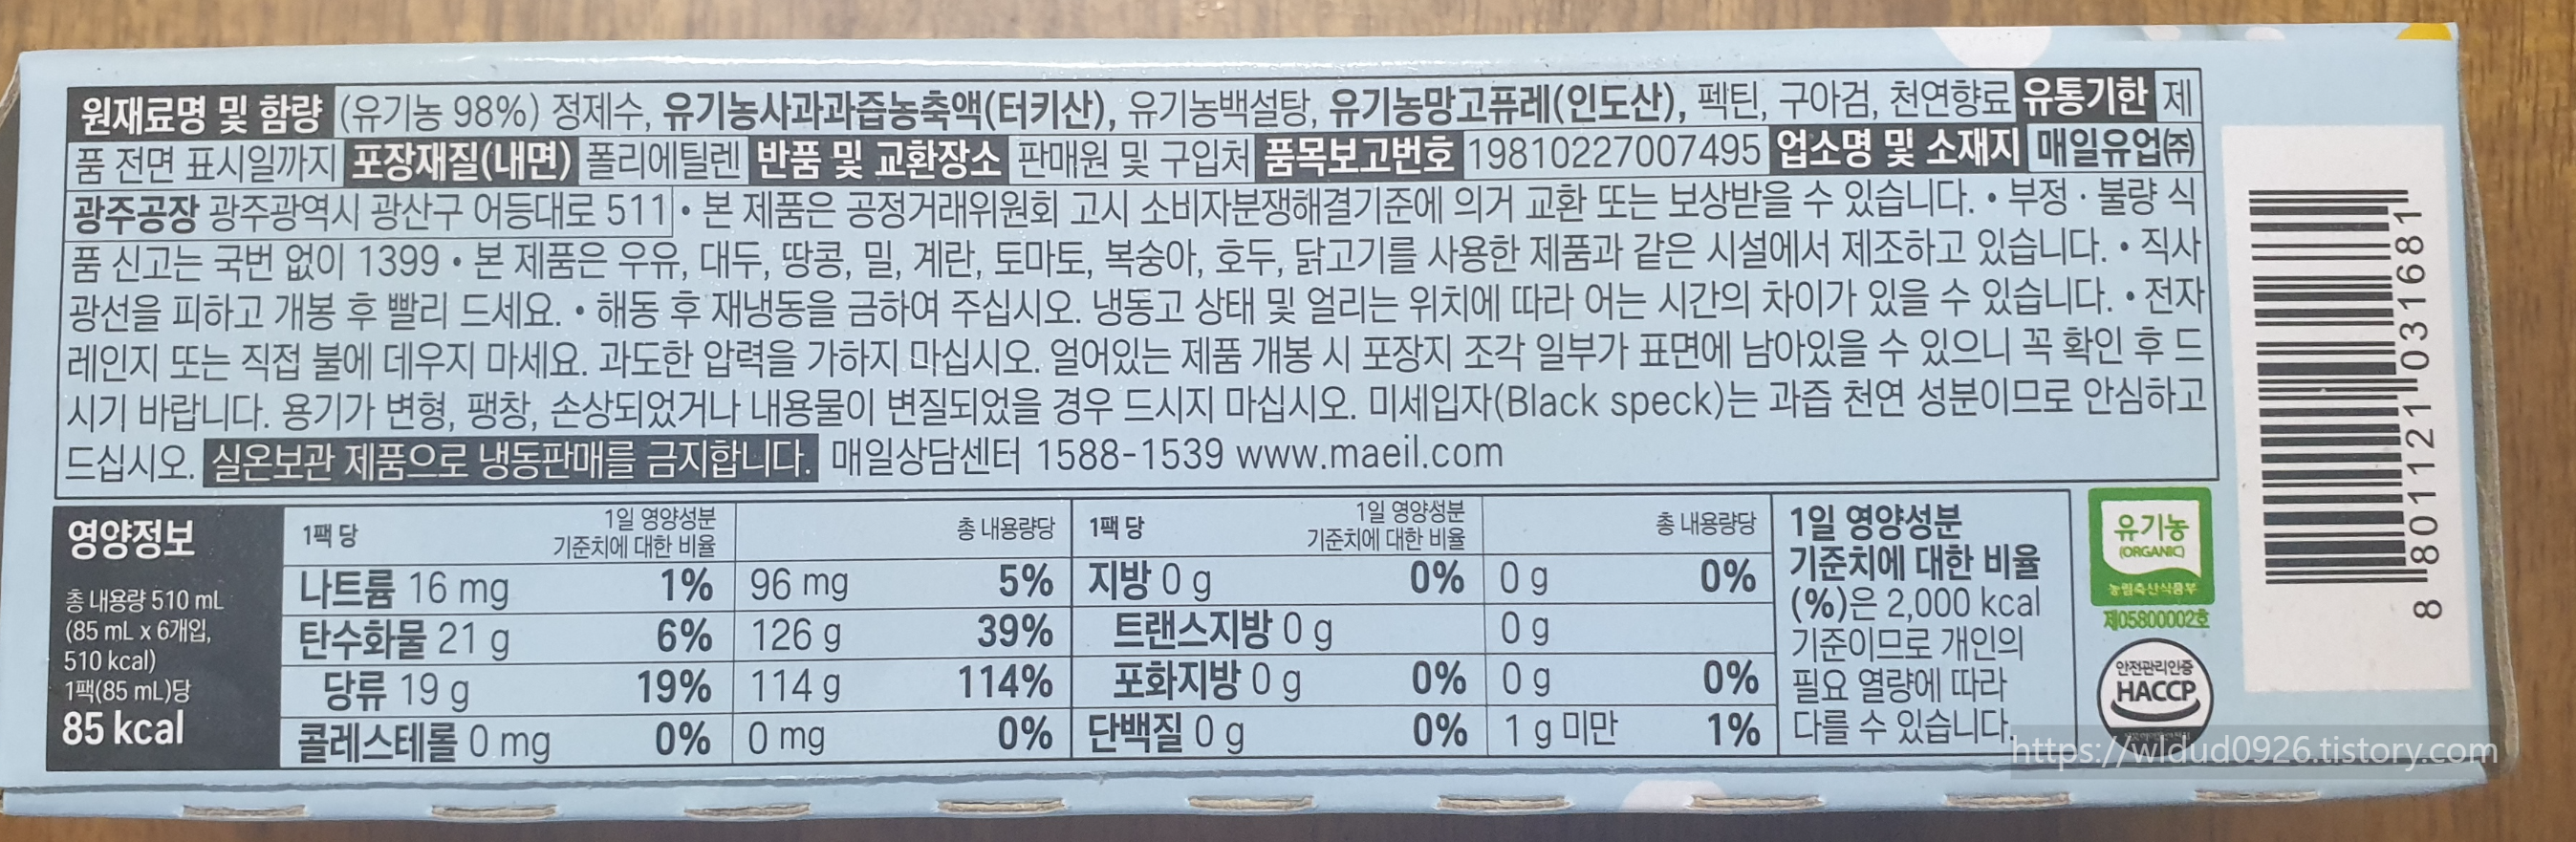 원재료명 및 함량 (유기농 98%) 정제수, 유기농사과과즙농축액(터키산), 유기농백설탕, 유기농망고퓨레(인도산), 펙틴, 구아검, 천연향료 유통기한 제
품 전면 표시일까지 포장재질(내면) 폴리에틸렌 반품 및 교환장소 판매원 및 구입처 품목보고번호 19810227007495 업소명 및 소재지 매일유업㈜
광주공장 광주광역시 광산구 어등대로 511 • 본 제품은 공정거래위원회 고시 소비자분쟁해결기준에 의거 교환 또는 보상받을 수 있습니다. • 부정 · 불량 식
품 신고는 국번 없이 1399 • 본 제품은 우유, 대두, 땅콩, 밀, 계란, 토마토, 복숭아, 호두, 닭고기를 사용한 제품과 같은 시설에서 제조하고 있습니다. • 직사
광선을 피하고 개봉 후 빨리 드세요. • 해동 후 재냉동을 금하여 주십시오. 냉동고 상태 및 얼리는 위치에 따라 어는 시간의 차이가 있을 수 있습니다. • 전자
레인지 또는 직접 불에 데우지 마세요. 과도한 압력을 가하지 마십시오. 얼어있는 제품 개봉 시 포장지 조각 일부가 표면에 남아있을 수 있으니 꼭 확인 후 드
시기 바랍니다. 용기가 변형, 팽창, 손상되었거나 내용물이 변질되었을 경우 드시지 마십시오. 미세입자(Black speck)는 과즙 천연 성분이므로 안심하고
드십시오. 실온보관 제품으로 냉동판매를 금지합니다. 매일상담센터 1588-1539 www.maeil.com
8 801121 031681
영양정보
총 내용량 510 mL
(85 mL x 6개입,
510 kcal)
1팩(85 mL)당
85 kcal
1팩 당 1일 영양성분 기준치에 대한 비율 총 내용량당 1팩 당 1일 영양성분 기준치에 대한 비율 총 내용량당
나트륨 16 mg 1% 96 mg 5% 지방 0 g 0% 0 g 0%
탄수화물 21 g 6% 126 g 39% 트랜스지방 0 g 0 g
당류 19 g 19% 114 g 114% 포화지방 0 g 0% 0 g 0%
콜레스테롤 0 mg 0% 0 mg 0% 단백질 0 g 0% 1 g 미만 1%
1일 영양성분
기준치에 대한 비율
(%)은 2,000 kcal
기준이므로 개인의
필요 열량에 따라
다를 수 있습니다.
유기농
(ORGANIC)
농림축산식품부
제05800002호
안전관리인증
HACCP
https://wldud0926.tistory.com